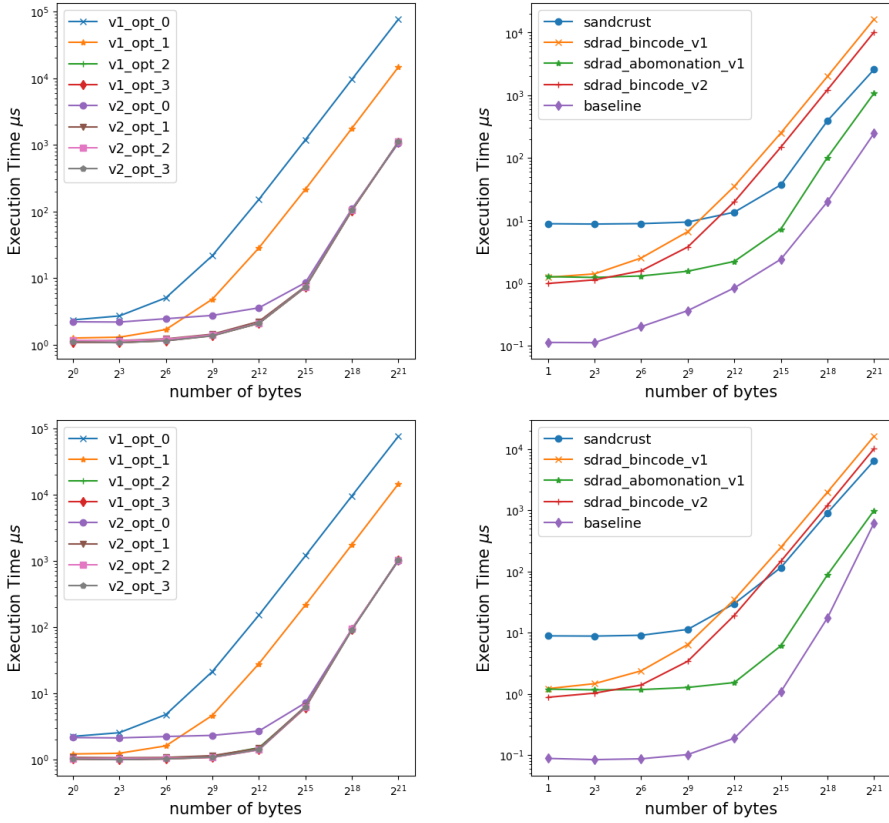 10^5
10^4
10^3
10^2
10^1
10^0
Execution Time μs
v1_opt_0
v1_opt_1
v1_opt_2
v1_opt_3
v2_opt_0
v2_opt_1
v2_opt_2
v2_opt_3
2^0 2^3 2^6 2^9 2^12 2^15 2^18 2^21
number of bytes
10^4
10^3
10^2
10^1
10^0
10^-1
Execution Time μs
sandcrust
sdrad_bincode_v1
sdrad_abomonation_v1
sdrad_bincode_v2
baseline
1 2^3 2^6 2^9 2^12 2^15 2^18 2^21
number of bytes
10^5
10^4
10^3
10^2
10^1
10^0
Execution Time μs
v1_opt_0
v1_opt_1
v1_opt_2
v1_opt_3
v2_opt_0
v2_opt_1
v2_opt_2
v2_opt_3
2^0 2^3 2^6 2^9 2^12 2^15 2^18 2^21
number of bytes
10^4
10^3
10^2
10^1
10^0
10^-1
Execution Time μs
sandcrust
sdrad_bincode_v1
sdrad_abomonation_v1
sdrad_bincode_v2
baseline
1 2^3 2^6 2^9 2^12 2^15 2^18 2^21
number of bytes